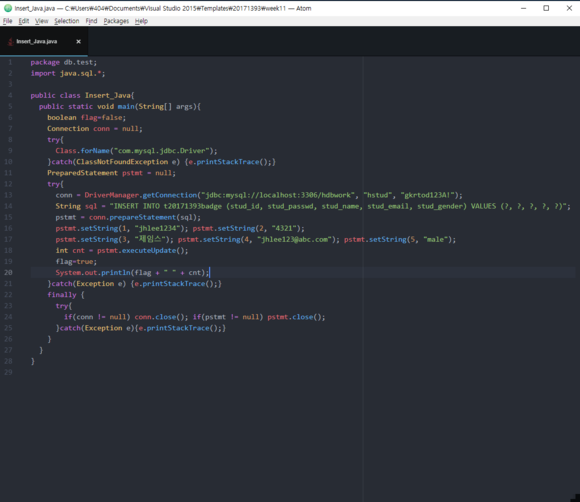 Insert_Java.java — C:₩Users₩404₩Documents₩Visual Studio 2015₩Templates₩20171393₩week11 — Atom
File Edit View Selection Find Packages Help
Insert_Java.java
1 package db.test;
2 import java.sql.*;
3
4 public class Insert_Java{
5 public static void main(String[] args){
6 boolean flag=false;
7 Connection conn = null;
8 try{
9 Class.forName("com.mysql.jdbc.Driver");
10 }catch(ClassNotFoundException e) {e.printStackTrace();}
11 PreparedStatement pstmt = null;
12 try{
13 conn = DriverManager.getConnection("jdbc:mysql://localhost:3306/hdbwork", "hstud", "gkrtod123A!");
14 String sql = "INSERT INTO t20171393badge (stud_id, stud_passwd, stud_name, stud_email, stud_gender) VALUES (?, ?, ?, ?, ?)";
15 pstmt = conn.prepareStatement(sql);
16 pstmt.setString(1, "jhlee1234"); pstmt.setString(2, "4321");
17 pstmt.setString(3, "제임스"); pstmt.setString(4, "jhlee123@abc.com"); pstmt.setString(5, "male");
18 int cnt = pstmt.executeUpdate();
19 flag=true;
20 System.out.println(flag + " " + cnt);
21 }catch(Exception e) {e.printStackTrace();}
22 finally {
23 try{
24 if(conn != null) conn.close(); if(pstmt != null) pstmt.close();
25 }catch(Exception e){e.printStackTrace();}
26 }
27 }
28 }
29